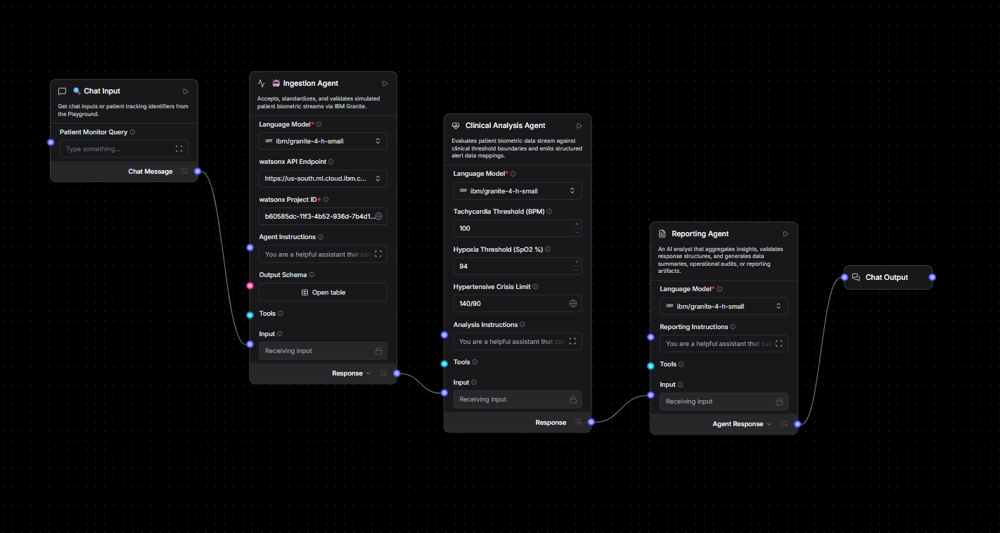 Chat Input
Get chat inputs or patient tracking identifiers from
the Playground.
Patient Monitor Query
Type something...
Chat Message
Ingestion Agent
Accepts, standardizes, and validates simulated
patient biometric streams via IBM Granite.
Language Model*
ibm/granite-4-h-small
watsonx API Endpoint
https://us-south.ml.cloud.ibm.c...
watsonx Project ID*
b60585dc-11f3-4b52-936d-7b4d1...
Agent Instructions
You are a helpful assistant that can
Output Schema
Open table
Tools
Input
Receiving input
Response
Clinical Analysis Agent
Evaluates patient biometric data stream against
clinical threshold boundaries and emits structured
alert data mappings.
Language Model*
ibm/granite-4-h-small
Tachycardia Threshold (BPM)
100
Hypoxia Threshold (SpO2 %)
94
Hypertensive Crisis Limit
140/90
Analysis Instructions
You are a helpful assistant that can
Tools
Input
Receiving input
Response
Reporting Agent
An AI analyst that aggregates insights, validates
response structures, and generates data
summaries, operational audits, or reporting
artifacts.
Language Model*
ibm/granite-4-h-small
Reporting Instructions
You are a helpful assistant that can
Tools
Input
Receiving input
Agent Response
Chat Output